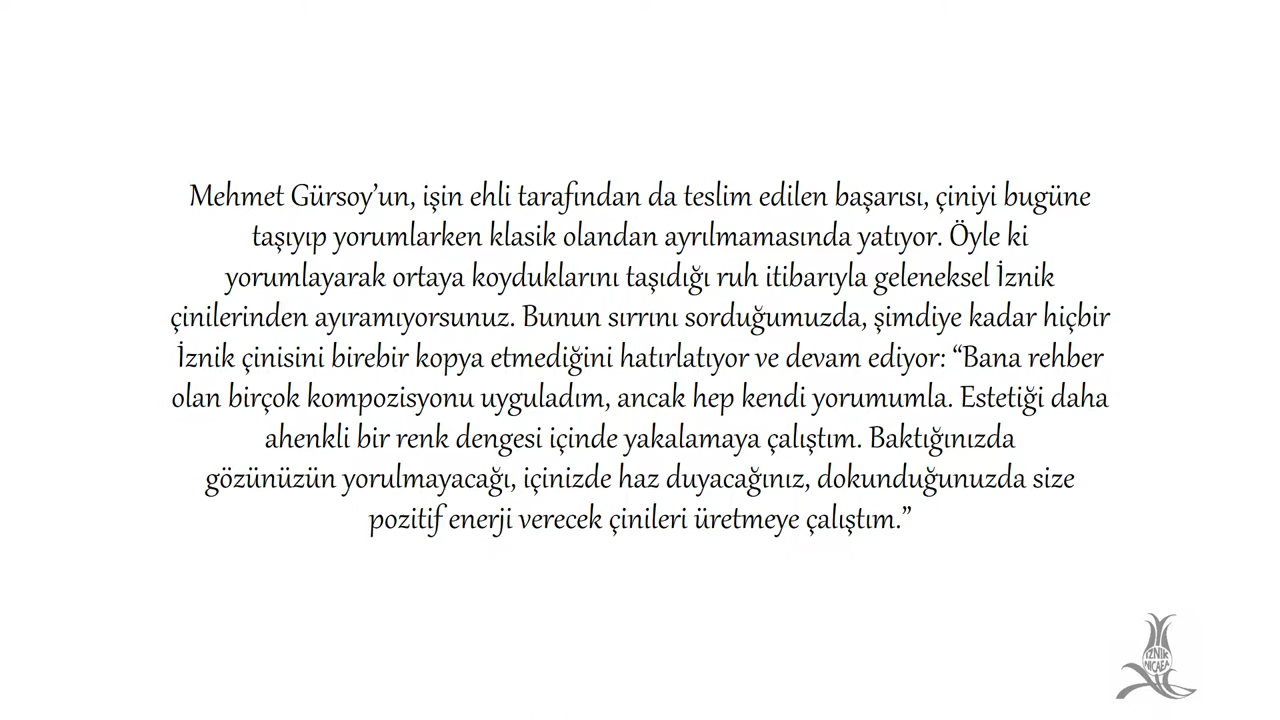 Mehmet Gürsoy’un, işin ehli tarafından da teslim edilen başarısı, çiniyi bugüne
taşıyıp yorumlarken klasik olandan ayrılmamasında yatıyor. Öyle ki
yorumlayarak ortaya koyduklarını taşıdığı ruh itibarıyla geleneksel İznik
çinilerinden ayıramıyorsunuz. Bunun sırrını sorduğumuzda, şimdiye kadar hiçbir
İznik çinisini birebir kopya etmediğini hatırlatıyor ve devam ediyor: “Bana rehber
olan birçok kompozisyonu uyguladım, ancak hep kendi yorumumla. Estetiği daha
ahenkli bir renk dengesi içinde yakalamaya çalıştım. Baktığınızda
gözünüzün yorulmayacağı, içinizde haz duyacağınız, dokunduğunuzda size
pozitif enerji verecek çinileri üretmeye çalıştım.”
İZNİK
NICAEA